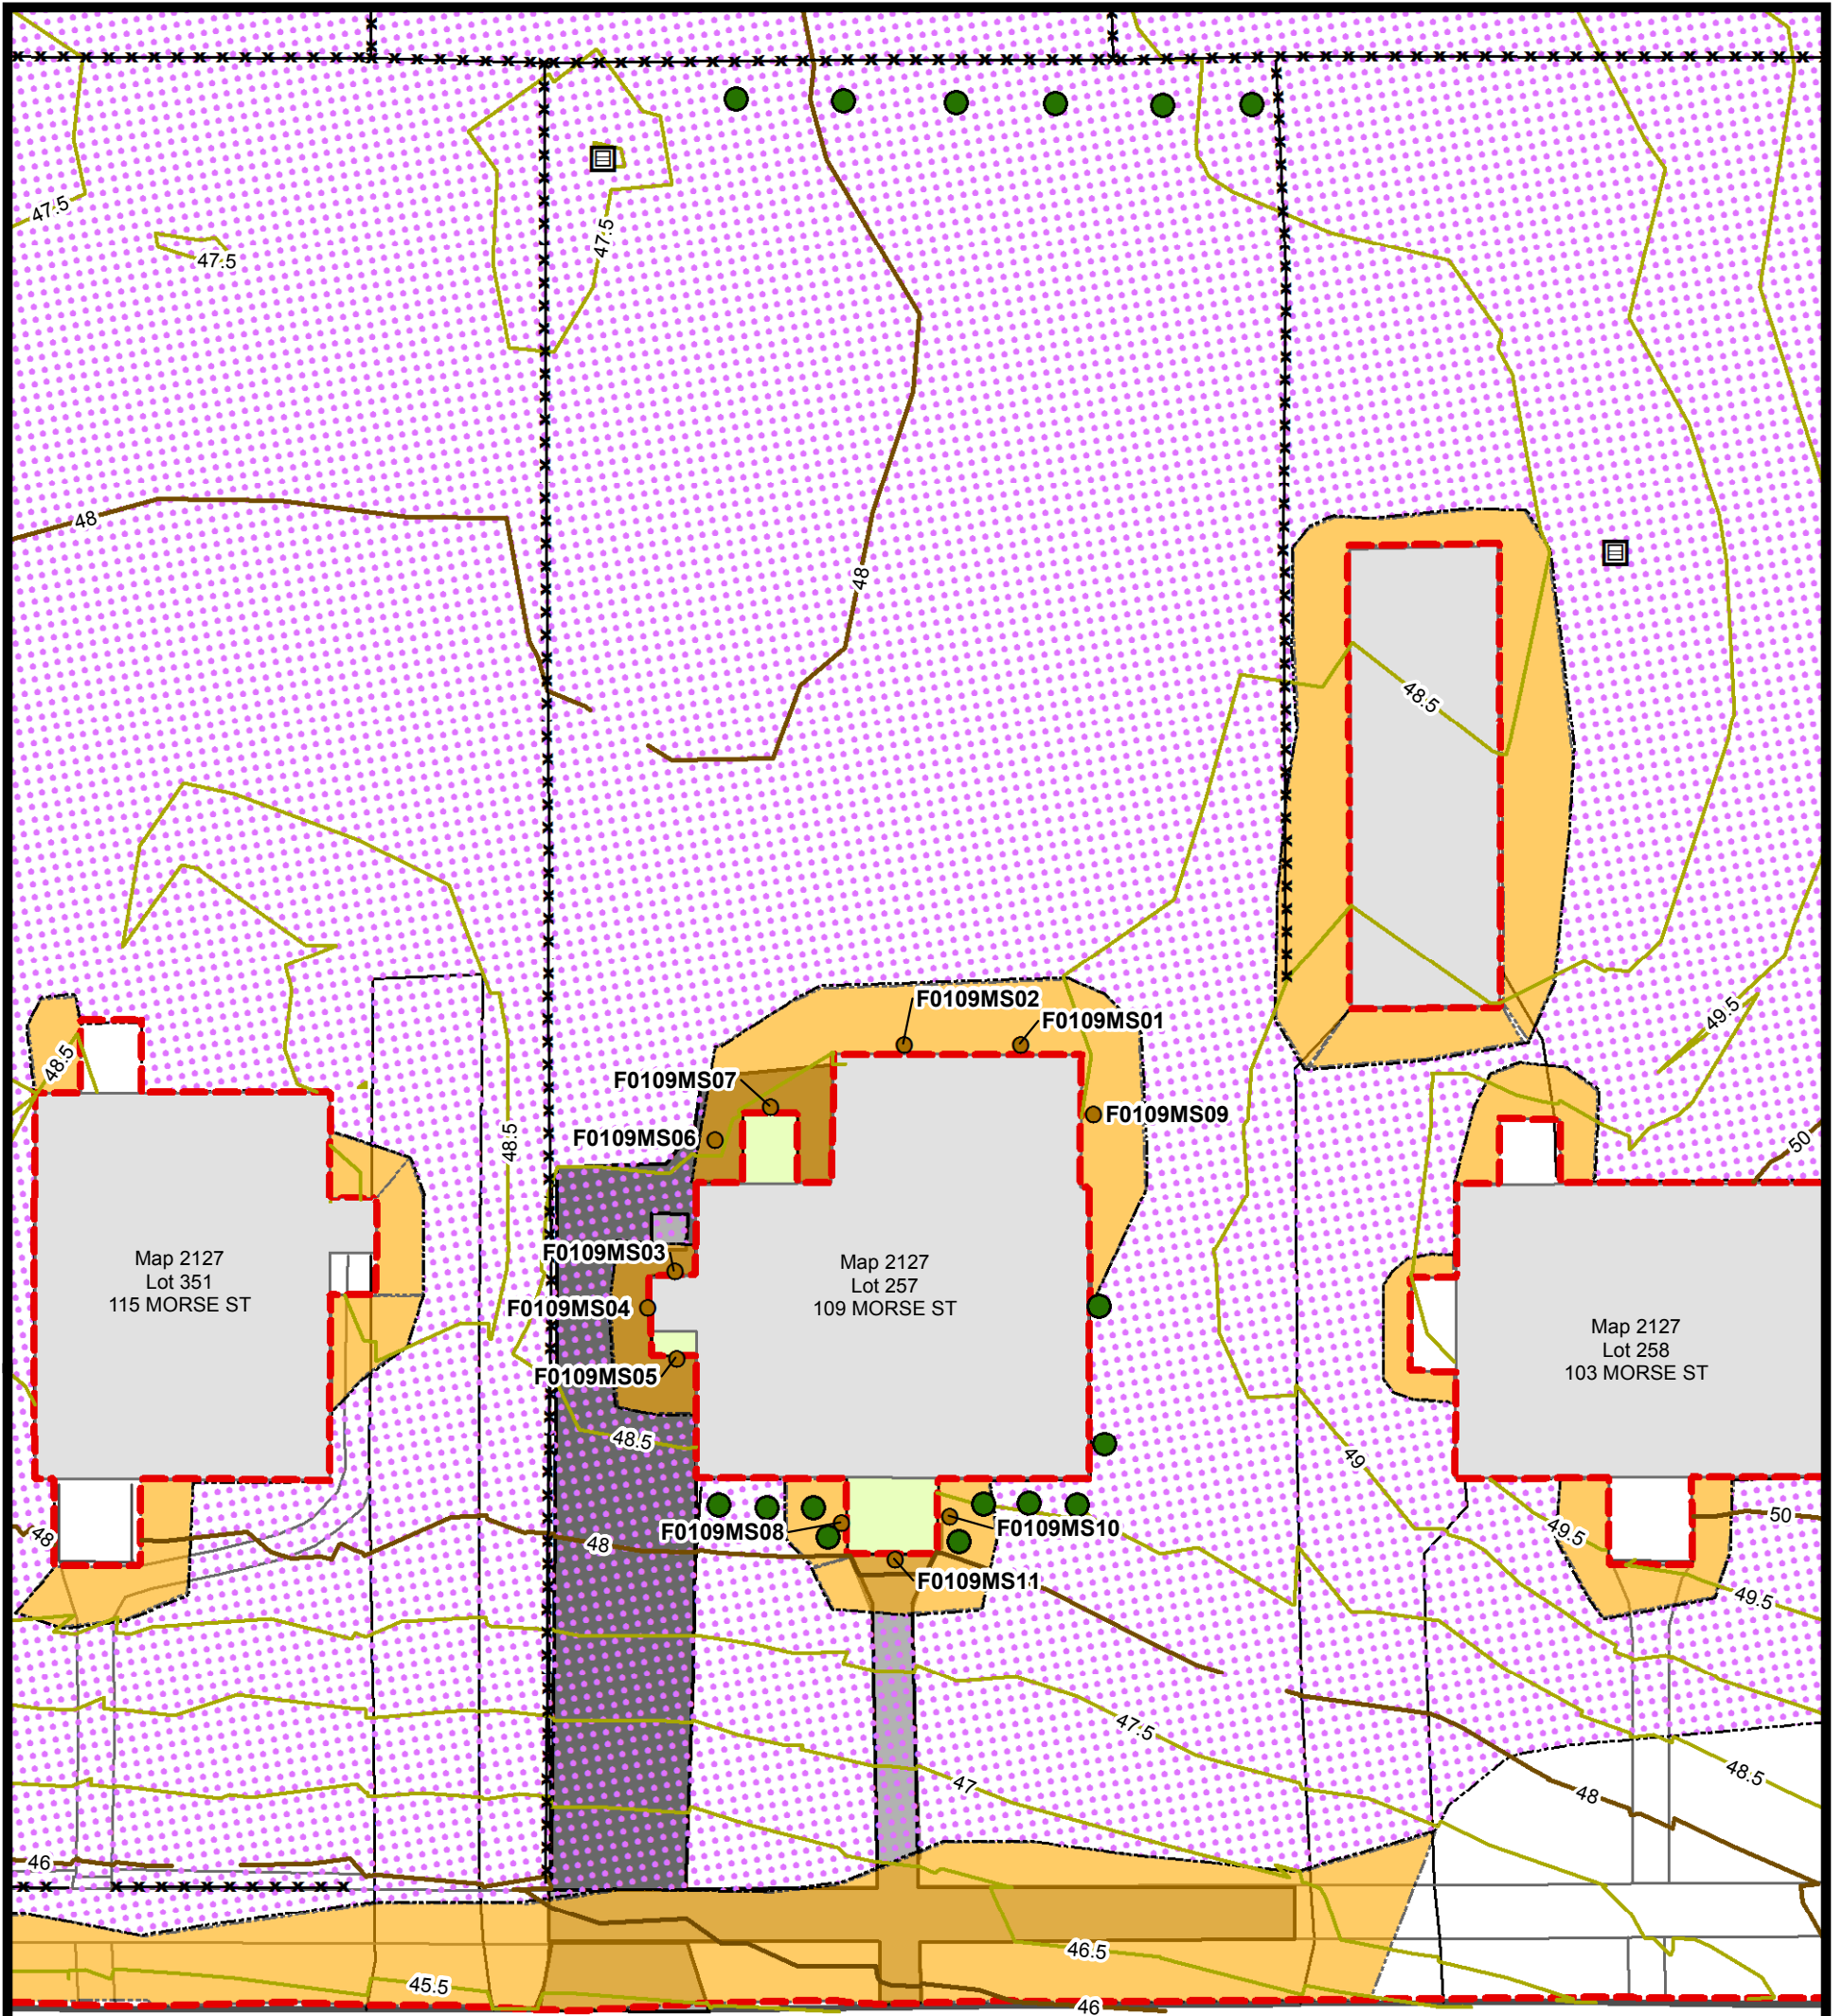 47.5
47.5
47.5
48
48
48.5
49.5
F0109MS02
F0109MS01
48.5
F0109MS07
F0109MS09
F0109MS06
48.5
50
F0109MS03
Map 2127
Lot 351
115 MORSE ST
Map 2127
Lot 257
109 MORSE ST
F0109MS04
Map 2127
Lot 258
103 MORSE ST
F0109MS05
48.5
49
50
48
F0109MS08
F0109MS10
49.5
48
F0109MS11
49.5
47.5
48.5
47
48
46
46.5
45.5
46